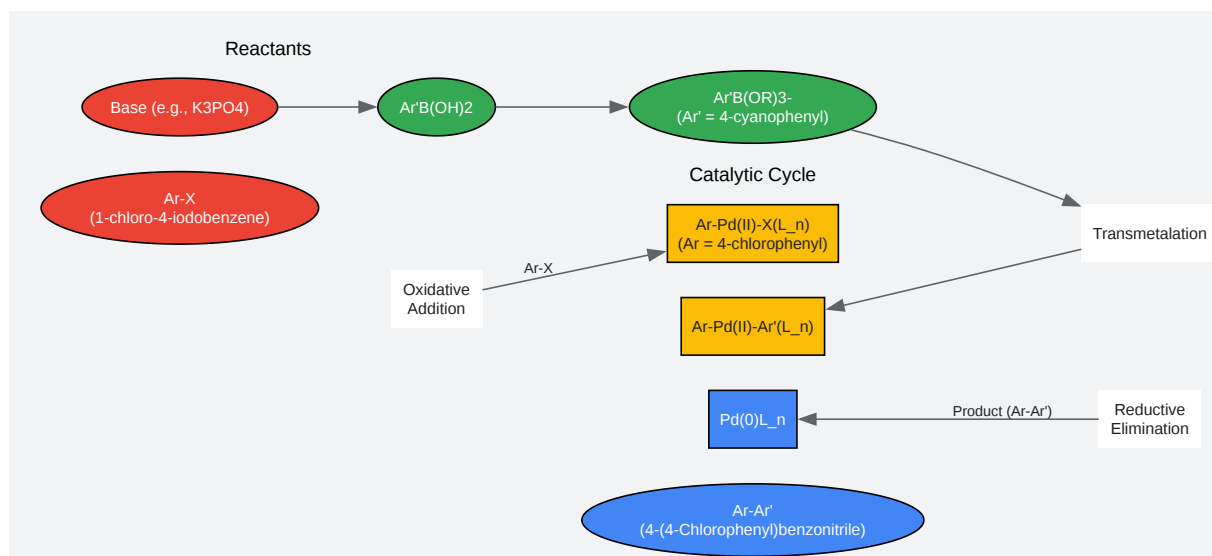 Reactants
Base (e.g., K3PO4)
Ar'B(OH)2
Ar'B(OR)3-
(Ar' = 4-cyanophenyl)
Ar-X
(1-chloro-4-iodobenzene)
Catalytic Cycle
Ar-Pd(II)-X(L_n)
(Ar = 4-chlorophenyl)
Transmetalation
Ar-X
Oxidative
Addition
Ar-Pd(II)-Ar'(L_n)
Pd(0)L_n
Product (Ar-Ar')
Reductive
Elimination
Ar-Ar'
(4-(4-Chlorophenyl)benzonitrile)